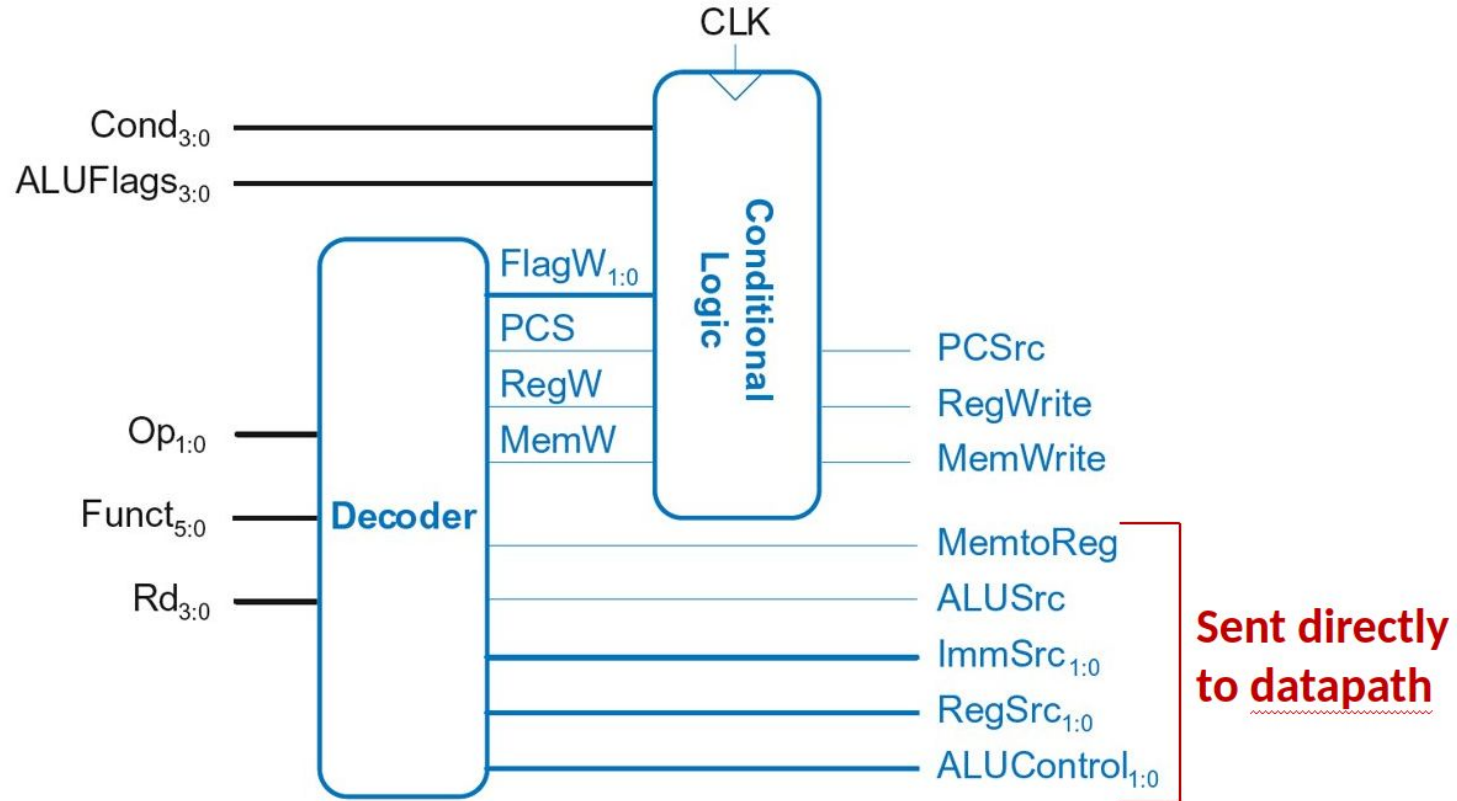 CLK
Cond3:0
ALUFlags3:0
Conditional
Logic
FlagW1:0
PCS
RegW
MemW
PCSrc
RegWrite
MemWrite
Op1:0
Funct5:0
Rd3:0
Decoder
MemtoReg
ALUSrc
ImmSrc1:0
RegSrc1:0
ALUControl1:0
Sent directly
to datapath